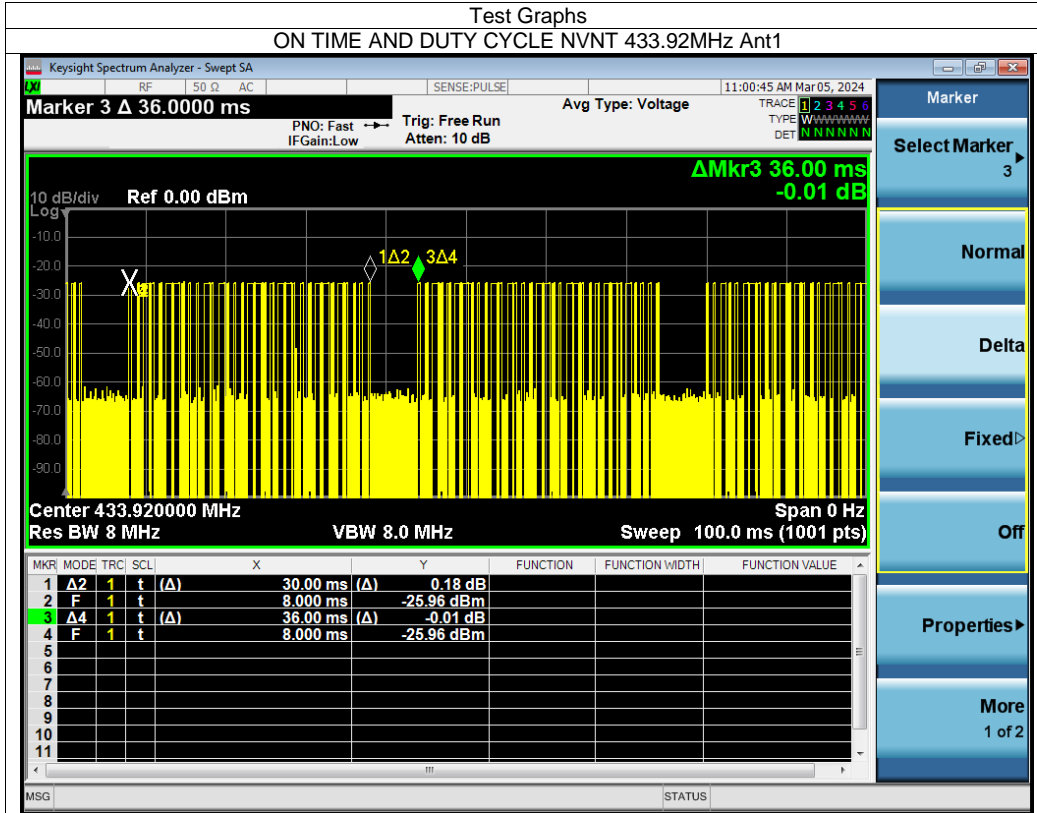 Test Graphs
ON TIME AND DUTY CYCLE NVNT 433.92MHz Ant1
Keysight Spectrum Analyzer - Swept SA
LXI RF 50 Ω AC SENSE:PULSE 11:00:45 AM Mar 05, 2024
Marker 3 Δ 36.0000 ms
PNO: Fast
IFGain:Low
Trig: Free Run
Atten: 10 dB
Avg Type: Voltage
TRACE 1 2 3 4 5 6
TYPE WWWWWWW
DET N N N N N N
ΔMkr3 36.00 ms
-0.01 dB
10 dB/div Ref 0.00 dBm
Log
-10.0
-20.0
-30.0
-40.0
-50.0
-60.0
-70.0
-80.0
-90.0
1Δ2 3Δ4
X
Center 433.920000 MHz Span 0 Hz
Res BW 8 MHz VBW 8.0 MHz Sweep 100.0 ms (1001 pts)
MKR MODE TRC SCL X Y FUNCTION FUNCTION WIDTH FUNCTION VALUE
1 Δ2 1 t (Δ) 30.00 ms (Δ) 0.18 dB
2 F 1 t 8.000 ms -25.96 dBm
3 Δ4 1 t (Δ) 36.00 ms (Δ) -0.01 dB
4 F 1 t 8.000 ms -25.96 dBm
5
6
7
8
9
10
11
MSG STATUS
Marker
Select Marker
3
Normal
Delta
Fixed
Off
Properties
More
1 of 2